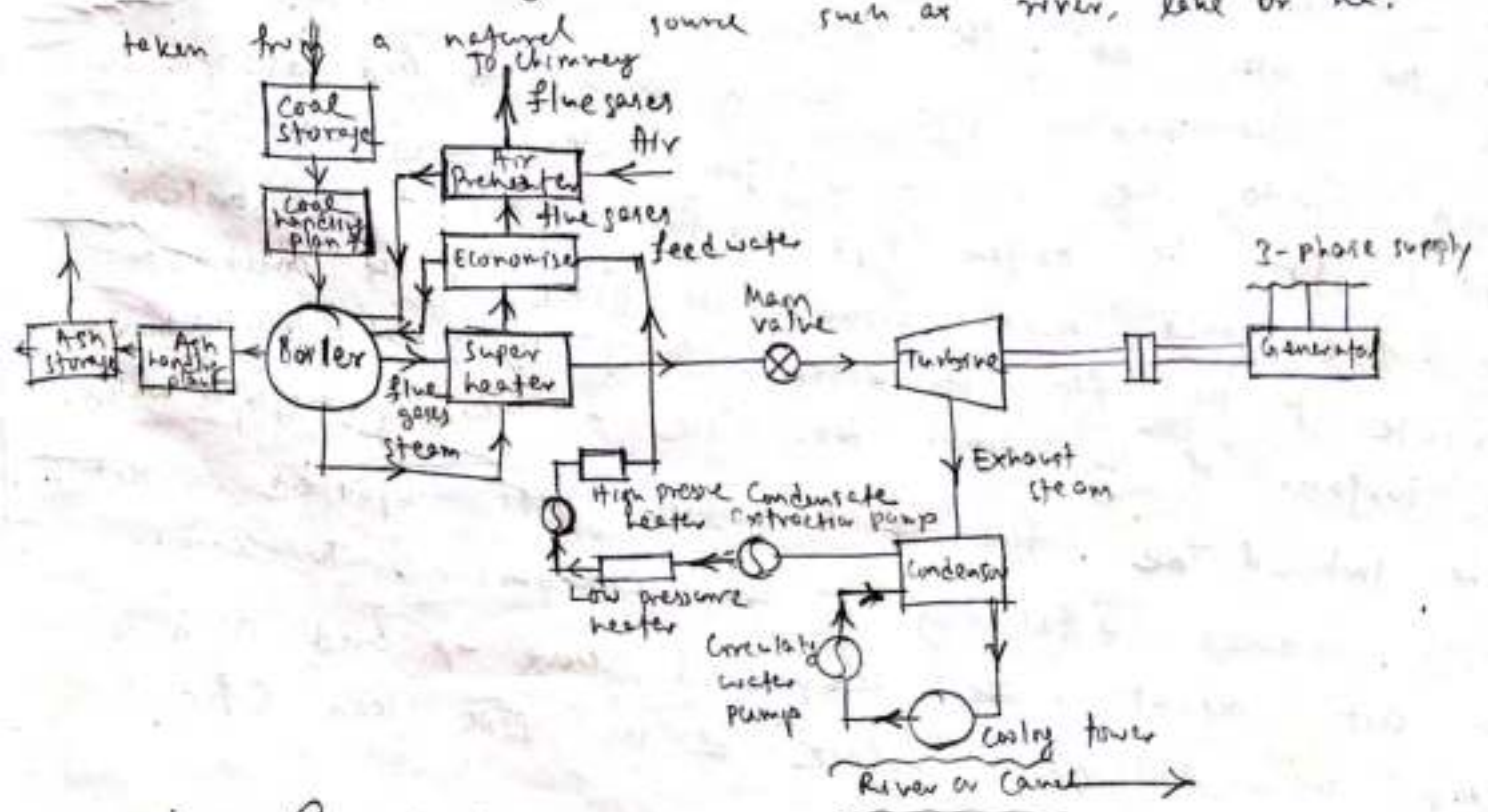 taken from a natural source such as river, lake or
To chimney
flue gases
Air
Coal
storage
Air
Preheater
Coal
handling
plant
flue gases
Economise
feed water
3-phase supply
Main
valve
Ash
storage
Ash
handling
plant
Boiler
Super
heater
Turbine
Generator
flue
gases
steam
Exhaust
steam
High pressure
heater
Condensate
extraction pump
Condenser
Low pressure
heater
Circulatg
water
pump
cooling tower
River or Canal